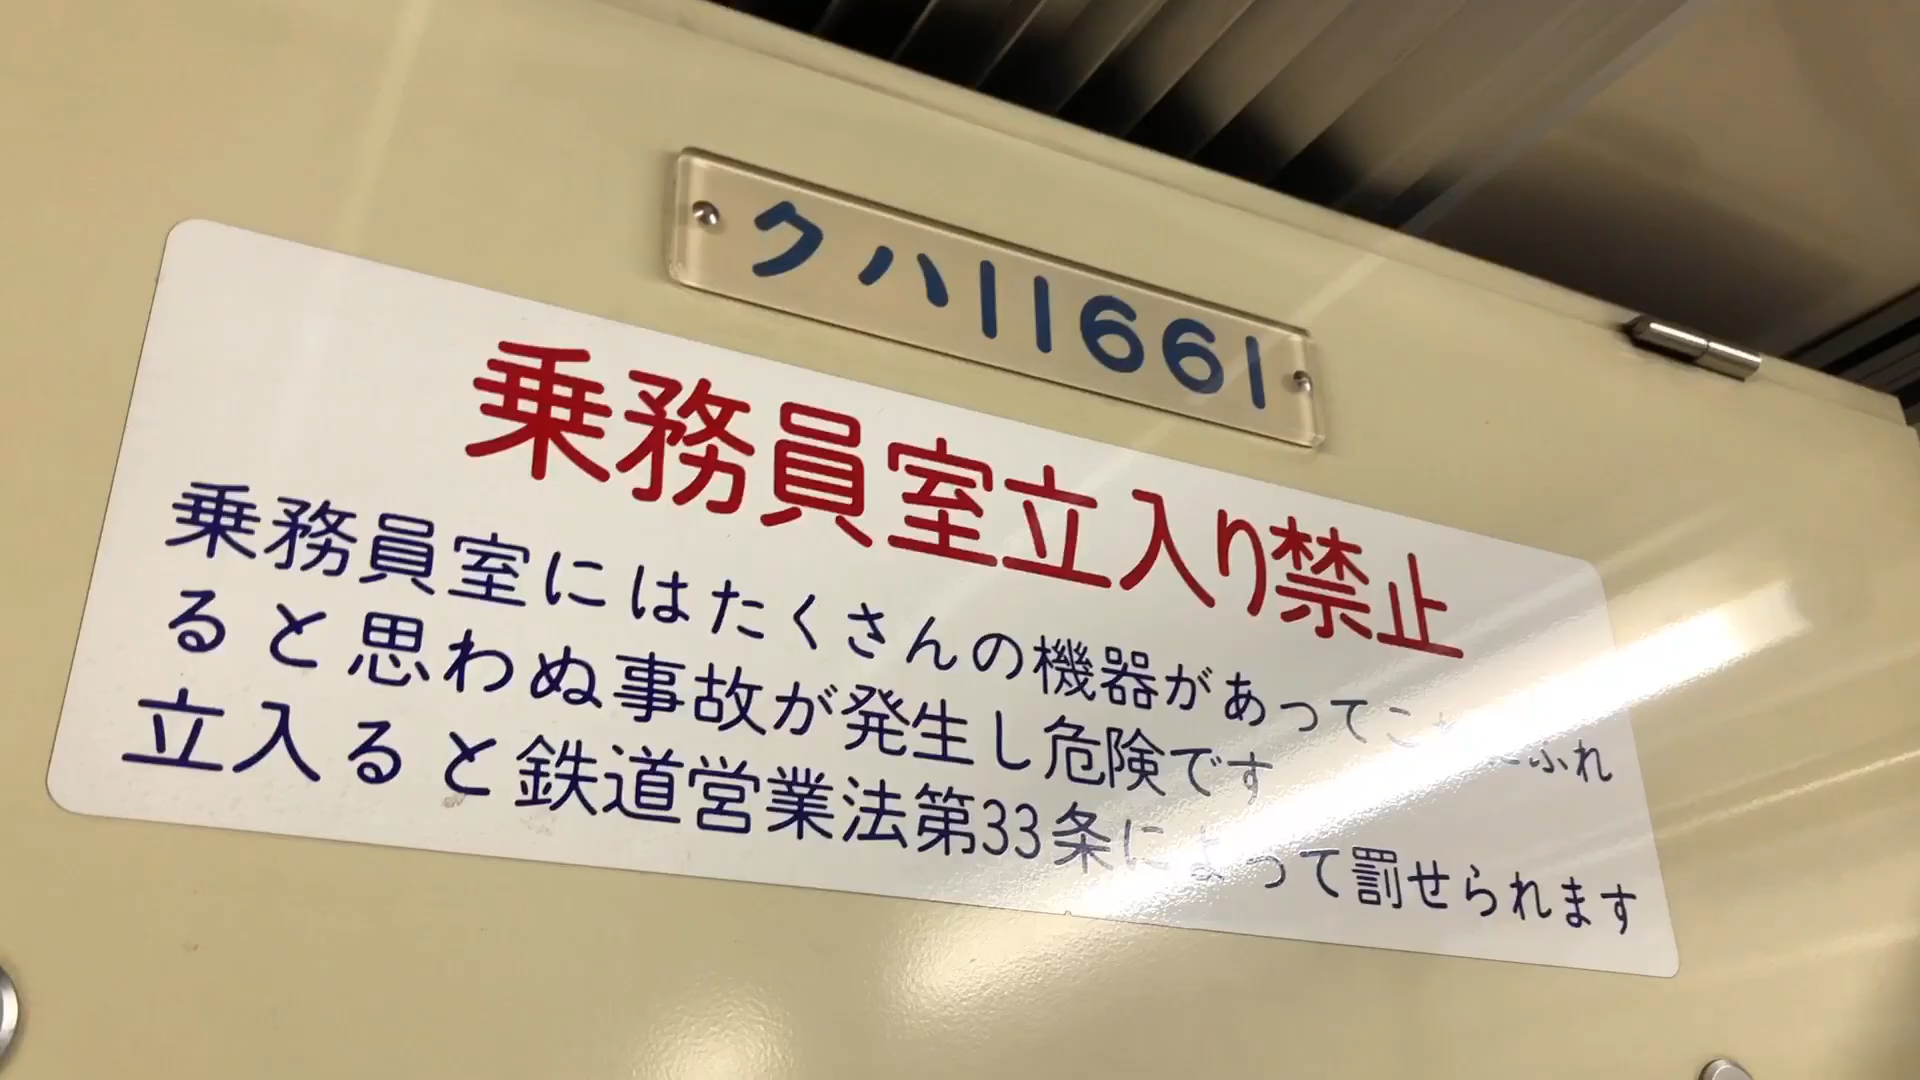 クハ11661
乗務員室立入り禁止
乗務員室にはたくさんの機器があってこ ふれ
ると思わぬ事故が発生し危険です
立入ると鉄道営業法第33条によって罰せられます